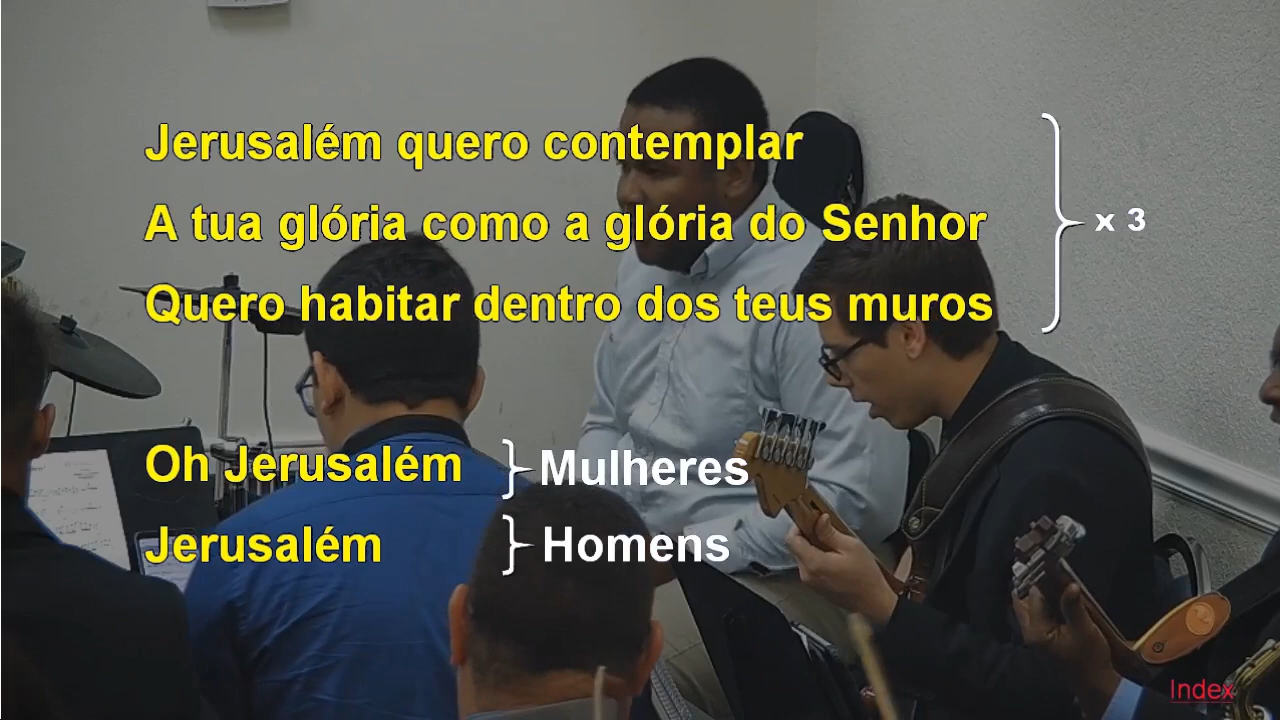 Jerusalém quero contemplar
A tua glória como a glória do Senhor
Quero habitar dentro dos teus muros
x 3
Oh Jerusalém Mulheres
Jerusalém Homens
Index